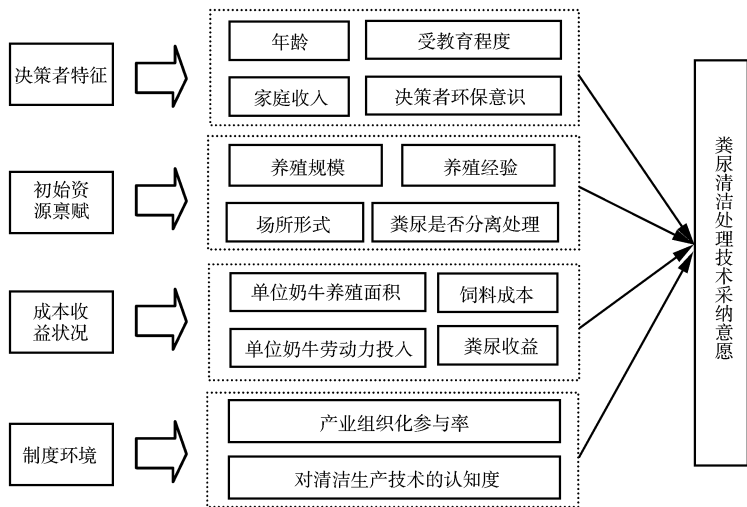 决策者特征
年龄
受教育程度
家庭收入
决策者环保意识
初始资
源禀赋
养殖规模
养殖经验
场所形式
粪尿是否分离处理
成本收
益状况
单位奶牛养殖面积
饲料成本
单位奶牛劳动力投入
粪尿收益
制度环境
产业组织化参与率
对清洁生产技术的认知度
粪尿清洁处理技术采纳意愿